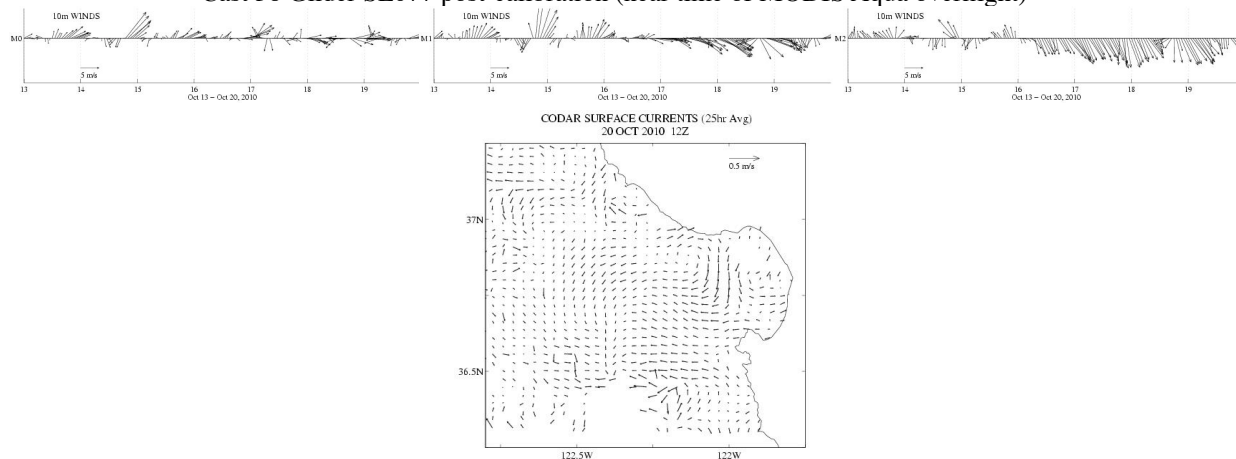 10m WINDS
M0
5 m/s
13 14 15 16 17 18 19
Oct 13 – Oct 20, 2010
10m WINDS
M1
5 m/s
13 14 15 16 17 18 19
Oct 13 – Oct 20, 2010
10m WINDS
M2
5 m/s
13 14 15 16 17 18 19
Oct 13 – Oct 20, 2010
CODAR SURFACE CURRENTS (25hr Avg)
20 OCT 2010 12Z
0.5 m/s
37N
36.5N
122.5W 122W